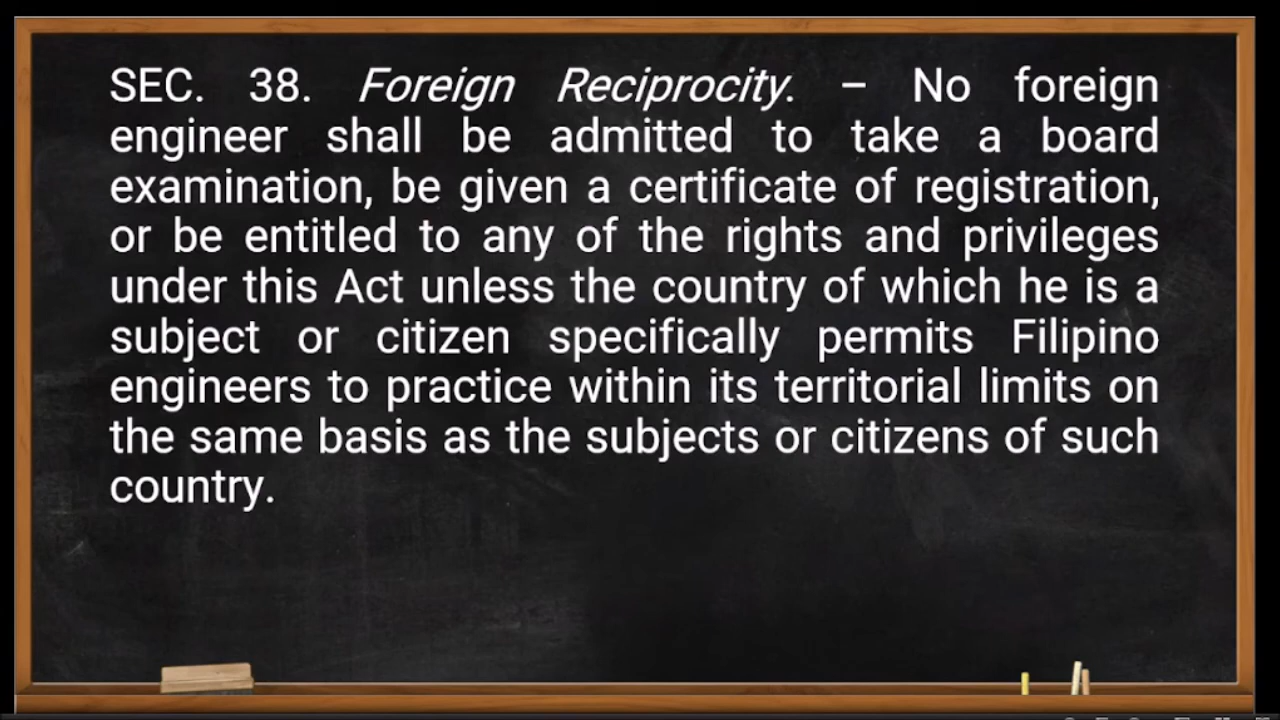 SEC. 38. Foreign Reciprocity. – No foreign
engineer shall be admitted to take a board
examination, be given a certificate of registration,
or be entitled to any of the rights and privileges
under this Act unless the country of which he is a
subject or citizen specifically permits Filipino
engineers to practice within its territorial limits on
the same basis as the subjects or citizens of such
country.